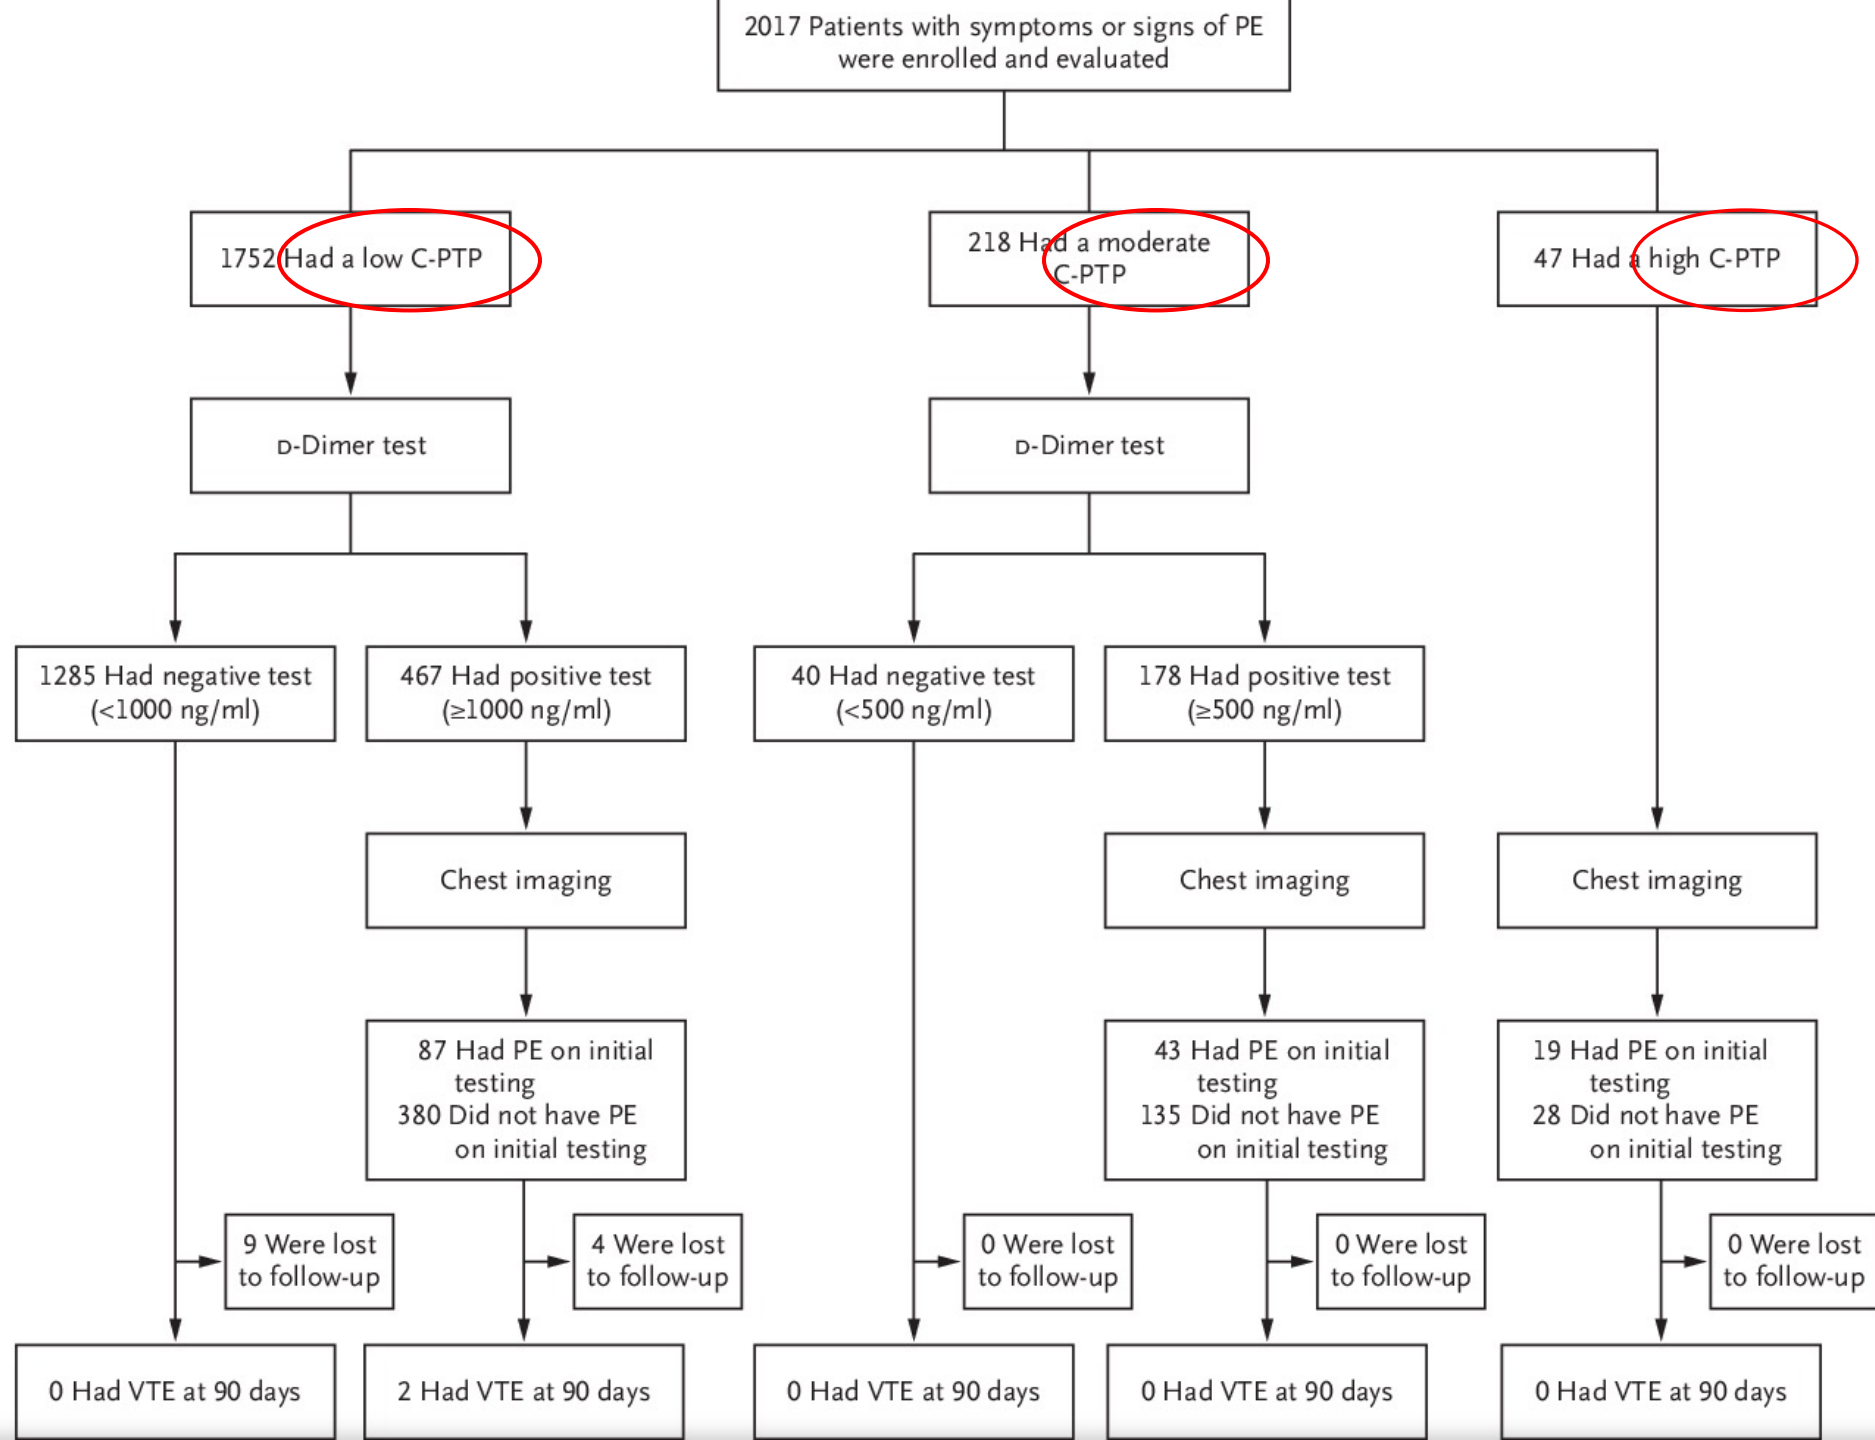 2017 Patients with symptoms or signs of PE
were enrolled and evaluated
1752 Had a low C-PTP
218 Had a moderate
C-PTP
47 Had a high C-PTP
D-Dimer test
D-Dimer test
1285 Had negative test
(<1000 ng/ml)
467 Had positive test
(≥1000 ng/ml)
40 Had negative test
(<500 ng/ml)
178 Had positive test
(≥500 ng/ml)
Chest imaging
Chest imaging
Chest imaging
87 Had PE on initial
testing
380 Did not have PE
on initial testing
43 Had PE on initial
testing
135 Did not have PE
on initial testing
19 Had PE on initial
testing
28 Did not have PE
on initial testing
9 Were lost
to follow-up
4 Were lost
to follow-up
0 Were lost
to follow-up
0 Were lost
to follow-up
0 Were lost
to follow-up
0 Had VTE at 90 days
2 Had VTE at 90 days
0 Had VTE at 90 days
0 Had VTE at 90 days
0 Had VTE at 90 days